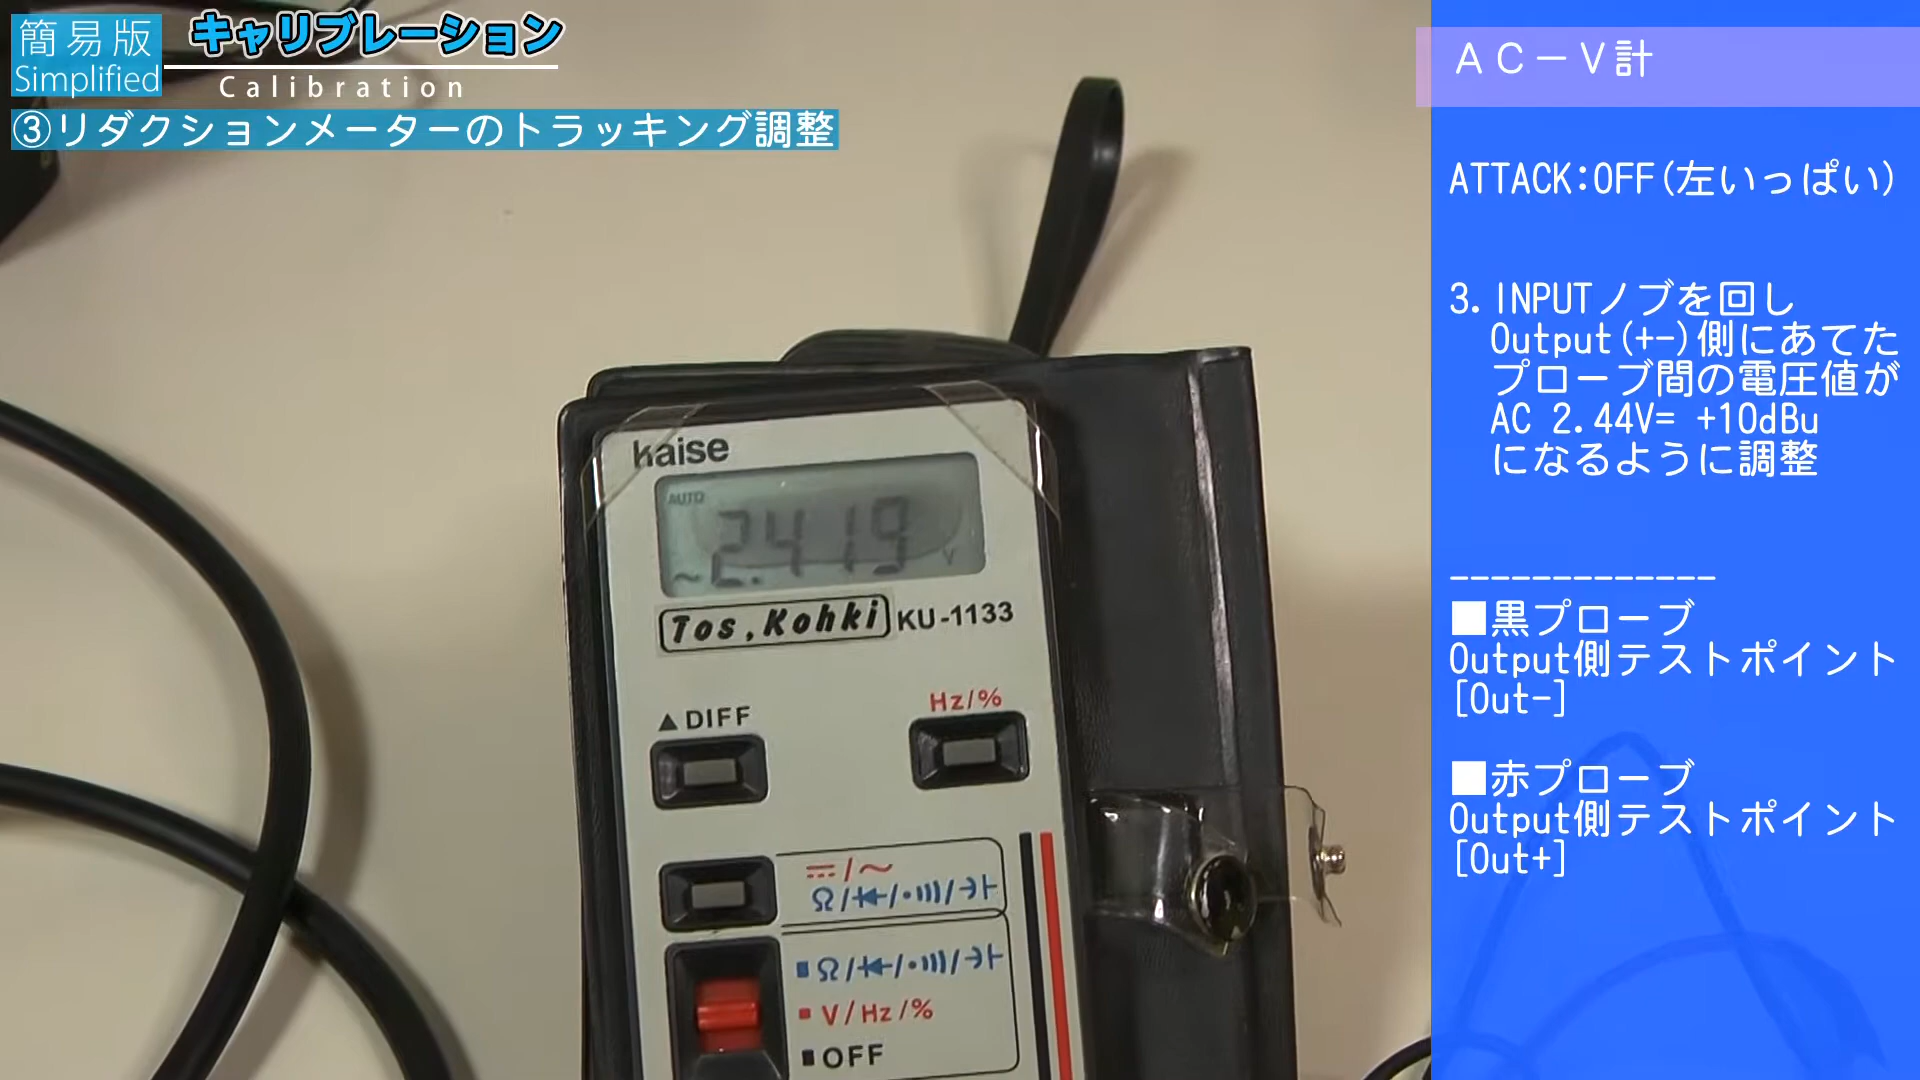 簡易版
Simplified
キャリブレーション
Calibration
③リダクションメーターのトラッキング調整
AC－V計
ATTACK:OFF(左いっぱい)
3.INPUTノブを回し
Output(+-)側にあてた
プローブ間の電圧値が
AC 2.44V= +10dBu
になるように調整
-------------
■黒プローブ
Output側テストポイント
[Out-]
■赤プローブ
Output側テストポイント
[Out+]
kaise
AUTO
~2.419 V
Tos,Kohki KU-1133
▲DIFF
Hz/%
⎓/~
Ω/➔|/•)))/⊣⊢
■Ω/➔|/•)))/⊣⊢
■V/Hz/%
■OFF